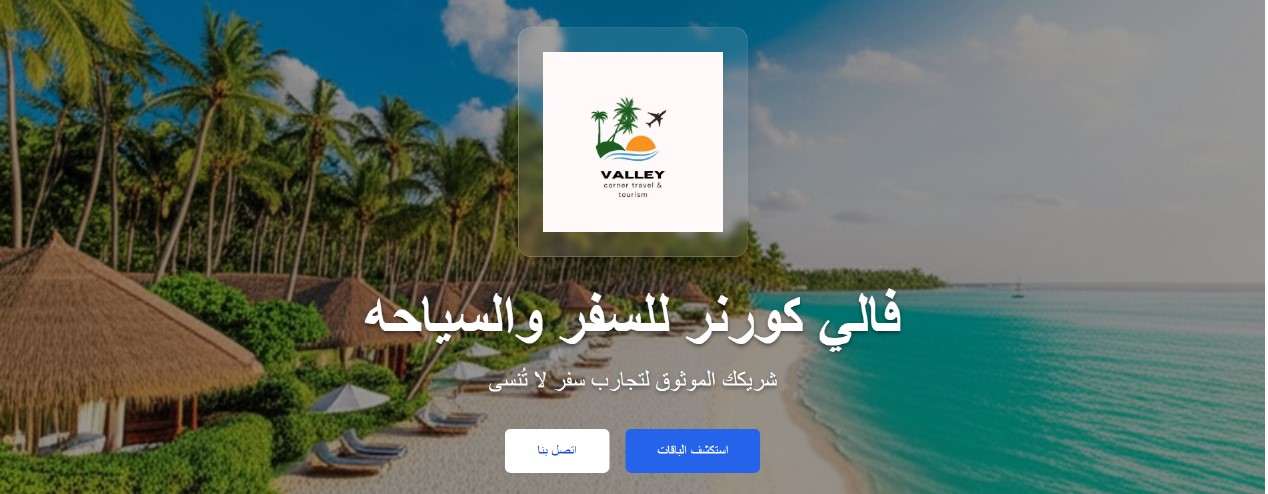 VALLEY
corner travel &
tourism
فالي كورنر للسفر والسياحه
شريكك الموثوق لتجارب سفر لا تُنسى
استكشف الباقات
اتصل بنا